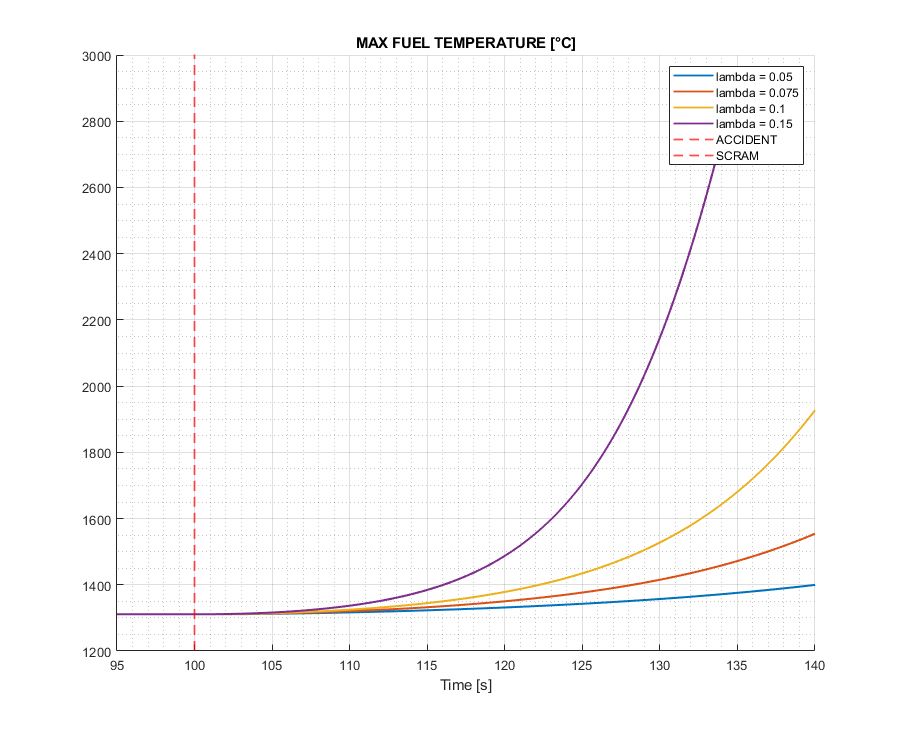 MAX FUEL TEMPERATURE [°C]
3000
2800
2600
2400
2200
2000
1800
1600
1400
1200
lambda = 0.05
lambda = 0.075
lambda = 0.1
lambda = 0.15
ACCIDENT
SCRAM
95 100 105 110 115 120 125 130 135 140
Time [s]